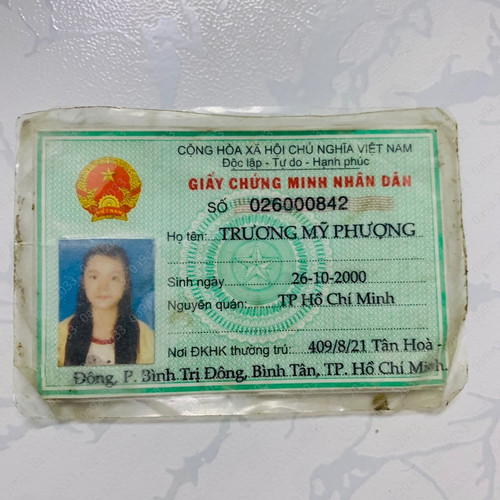 CỘNG HÒA XÃ HỘI CHỦ NGHĨA VIỆT NAM
Độc lập - Tự do - Hạnh phúc
GIẤY CHỨNG MINH NHÂN DÂN
SỐ 026000842
Họ tên: TRƯƠNG MỸ PHƯỢNG
Sinh ngày 26-10-2000
Nguyên quán: TP Hồ Chí Minh
Nơi ĐKHK thường trú: 409/8/21 Tân Hoà -
Đông, P. Bình Trị Đông, Bình Tân, TP. Hồ Chí Minh.
VIỆT NAM